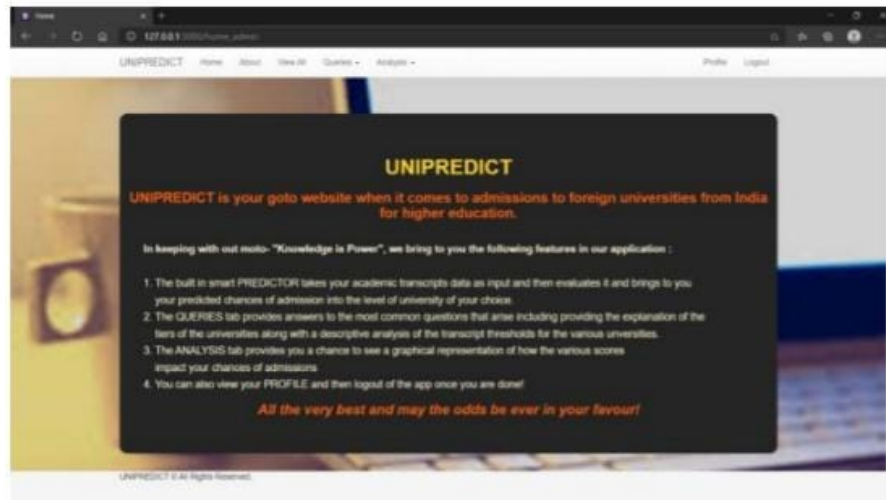 Home
127.0.0.1:5000/home_admin
UNIPREDICT Home About View All Queries Analysis Profile Logout
UNIPREDICT
UNIPREDICT is your goto website when it comes to admissions to foreign universities from India
for higher education.
In keeping with out moto- "Knowledge is Power", we bring to you the following features in our application :
1. The built in smart PREDICTOR takes your academic transcripts data as input and then evaluates it and brings to you
your predicted chances of admission into the level of university of your choice.
2. The QUERIES tab provides answers to the most common questions that arise including providing the explanation of the
tiers of the universities along with a descriptive analysis of the transcript thresholds for the various unversities.
3. The ANALYSIS tab provides you a chance to see a graphical representation of how the various scores
impact your chances of admissions
4. You can also view your PROFILE and then logout of the app once you are done!
All the very best and may the odds be ever in your favour!
UNIPREDICT © All Rights Reserved.